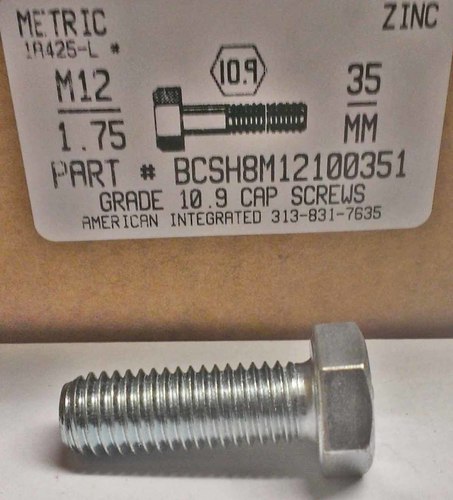 METRIC ZINC
1A425-L *
M12 10.9 35
1.75 MM
PART # BCSH8M12100351
GRADE 10.9 CAP SCREWS
AMERICAN INTEGRATED 313-831-7635